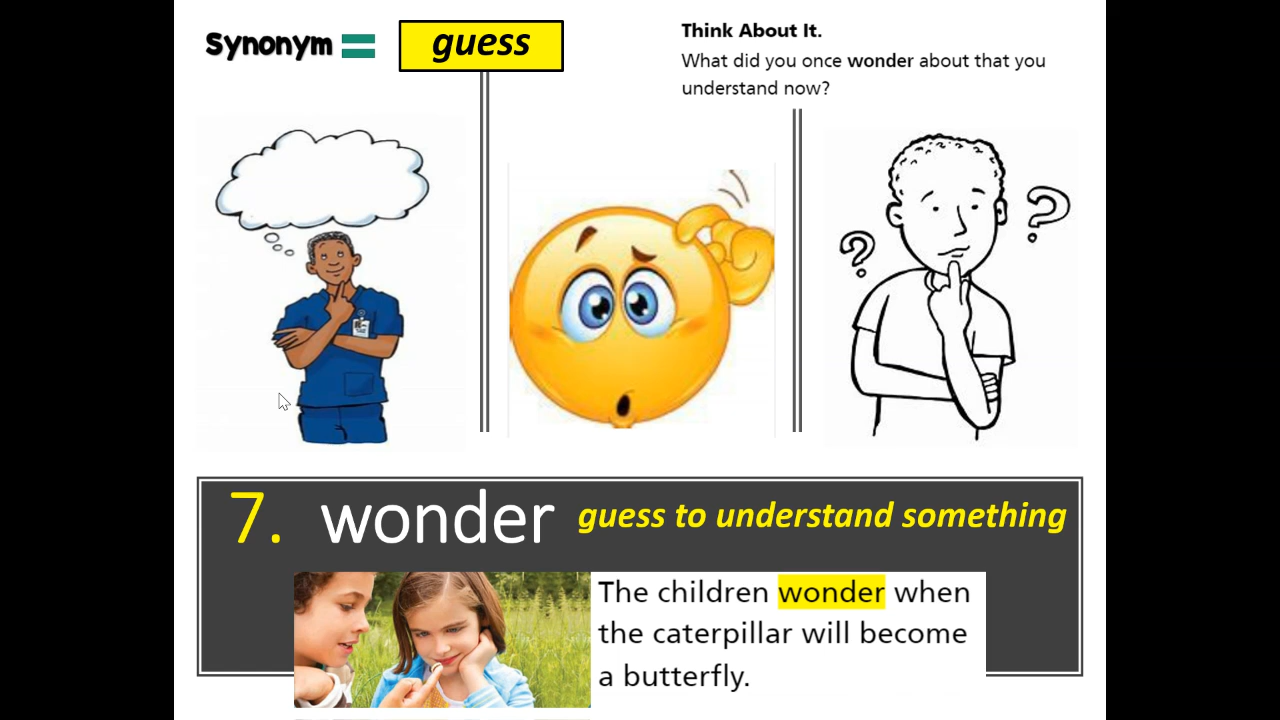 Synonym =
guess
Think About It.
What did you once wonder about that you
understand now?
?
?
7. wonder guess to understand something
The children wonder when
the caterpillar will become
a butterfly.